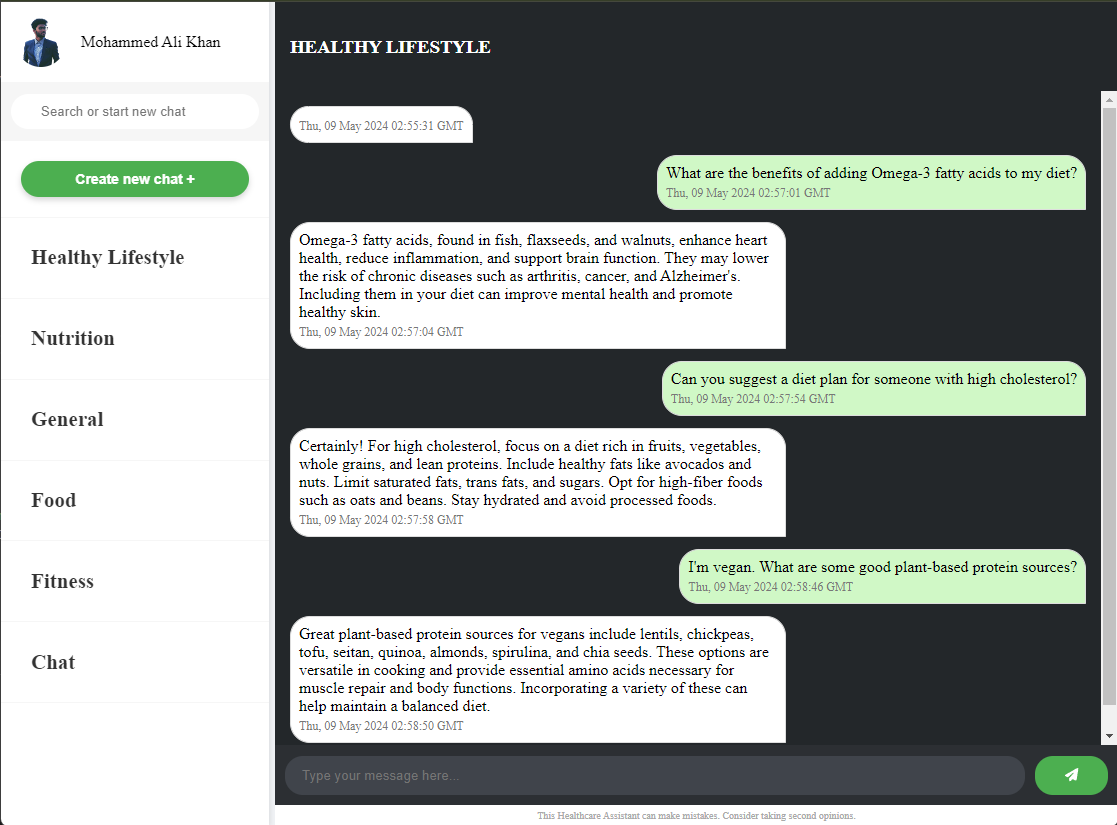 Mohammed Ali Khan
Search or start new chat
Create new chat +
Healthy Lifestyle
Nutrition
General
Food
Fitness
Chat
HEALTHY LIFESTYLE
Thu, 09 May 2024 02:55:31 GMT
What are the benefits of adding Omega-3 fatty acids to my diet?
Thu, 09 May 2024 02:57:01 GMT
Omega-3 fatty acids, found in fish, flaxseeds, and walnuts, enhance heart
health, reduce inflammation, and support brain function. They may lower
the risk of chronic diseases such as arthritis, cancer, and Alzheimer's.
Including them in your diet can improve mental health and promote
healthy skin.
Thu, 09 May 2024 02:57:04 GMT
Can you suggest a diet plan for someone with high cholesterol?
Thu, 09 May 2024 02:57:54 GMT
Certainly! For high cholesterol, focus on a diet rich in fruits, vegetables,
whole grains, and lean proteins. Include healthy fats like avocados and
nuts. Limit saturated fats, trans fats, and sugars. Opt for high-fiber foods
such as oats and beans. Stay hydrated and avoid processed foods.
Thu, 09 May 2024 02:57:58 GMT
I'm vegan. What are some good plant-based protein sources?
Thu, 09 May 2024 02:58:46 GMT
Great plant-based protein sources for vegans include lentils, chickpeas,
tofu, seitan, quinoa, almonds, spirulina, and chia seeds. These options are
versatile in cooking and provide essential amino acids necessary for
muscle repair and body functions. Incorporating a variety of these can
help maintain a balanced diet.
Thu, 09 May 2024 02:58:50 GMT
Type your message here...
This Healthcare Assistant can make mistakes. Consider taking second opinions.